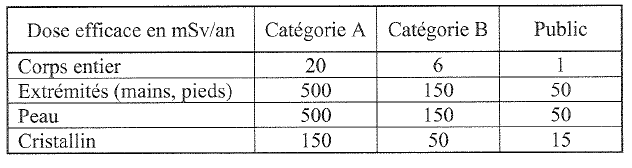 Dose efficace en mSv/an Catégorie A Catégorie B Public
Corps entier 20 6 1
Extrémités (mains, pieds) 500 150 50
Peau 500 150 50
Cristallin 150 50 15